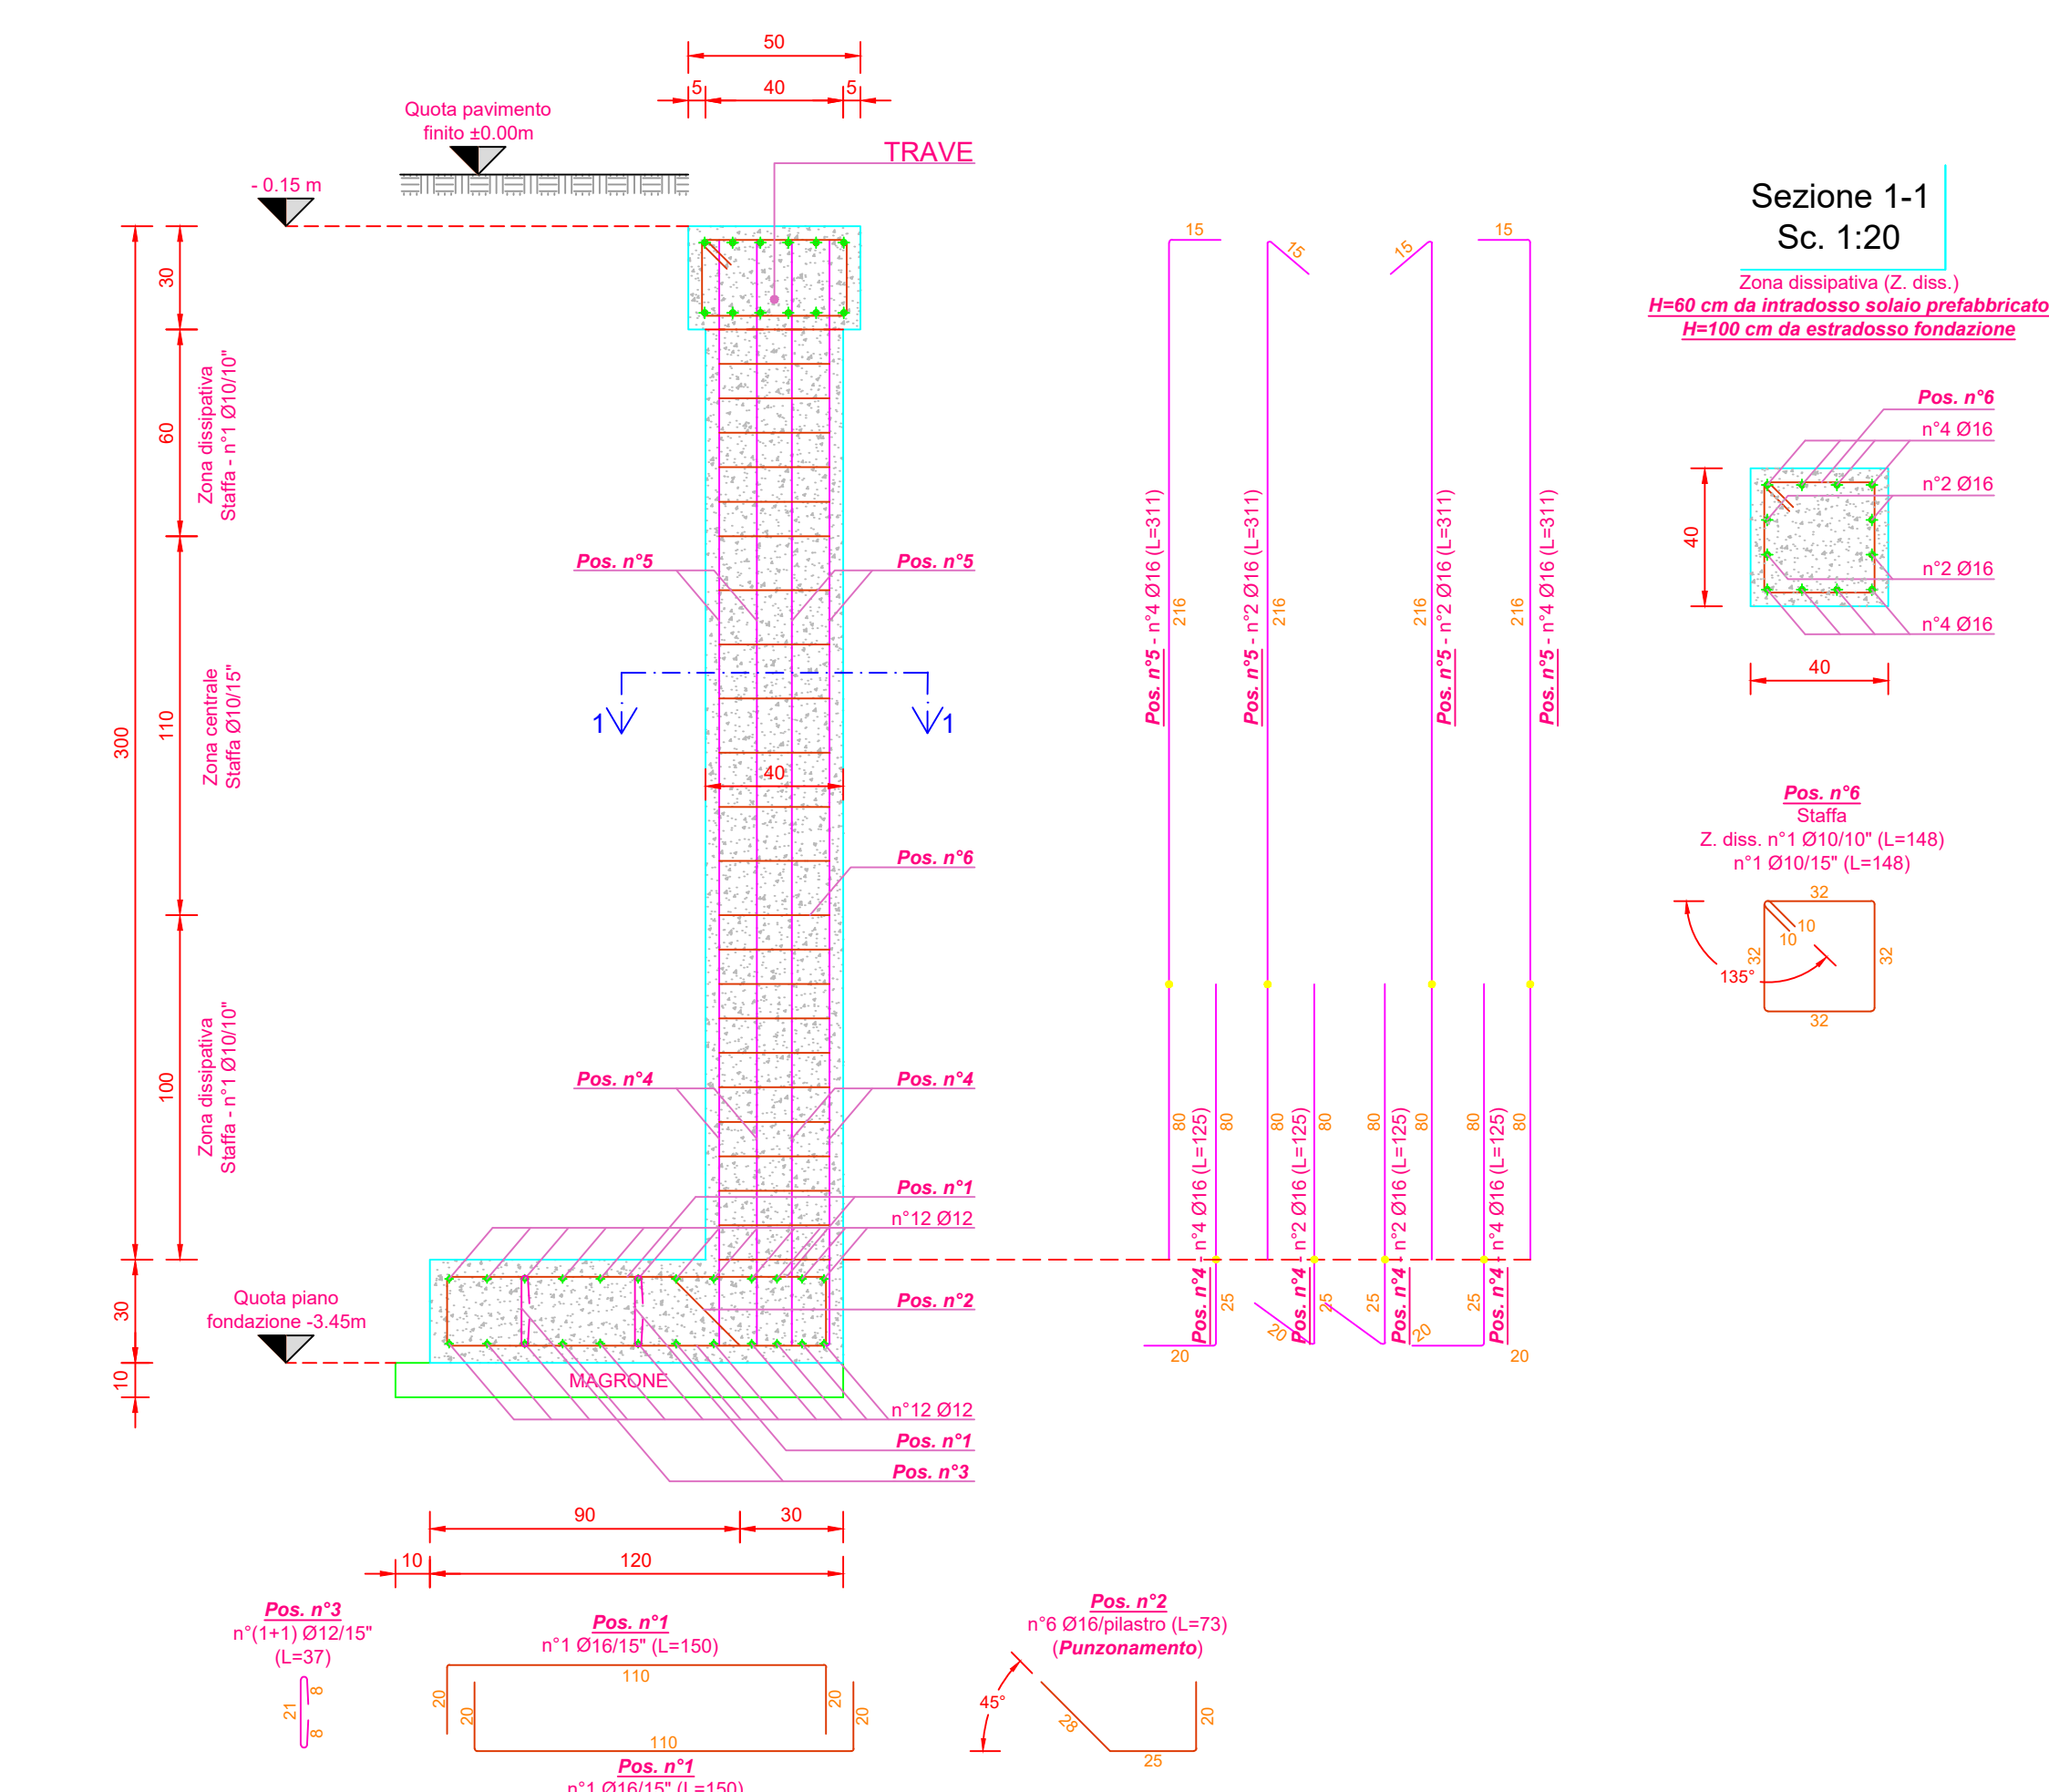 50
5
40
5
Quota pavimento
finito ±0.00m
- 0.15 m
TRAVE
30
60
110
100
300
30
10
Zona dissipativa
Staffa - n°1 Ø10/10"
Zona centrale
Staffa Ø10/15"
Zona dissipativa
Staffa - n°1 Ø10/10"
Pos. n°5
Pos. n°5
1
1
40
Pos. n°6
Pos. n°4
Pos. n°4
Pos. n°1
n°12 Ø12
Pos. n°2
Quota piano
fondazione -3.45m
MAGRONE
n°12 Ø12
Pos. n°1
Pos. n°3
90
30
10
120
15
15
15
15
Pos. n°5 - n°4 Ø16 (L=311)
216
Pos. n°5 - n°2 Ø16 (L=311)
216
216
Pos. n°5 - n°2 Ø16 (L=311)
216
Pos. n°5 - n°4 Ø16 (L=311)
80
Pos. n°4 - n°4 Ø16 (L=125)
80
80
Pos. n°4 - n°2 Ø16 (L=125)
80
80
Pos. n°4 - n°2 Ø16 (L=125)
80
80
Pos. n°4 - n°4 Ø16 (L=125)
80
25
25
25
25
20
20
20
20
Sezione 1-1
Sc. 1:20
Zona dissipativa (Z. diss.)
H=60 cm da intradosso solaio prefabbricato
H=100 cm da estradosso fondazione
Pos. n°6
n°4 Ø16
n°2 Ø16
n°2 Ø16
n°4 Ø16
40
40
Pos. n°6
Staffa
Z. diss. n°1 Ø10/10" (L=148)
n°1 Ø10/15" (L=148)
32
10
10
32
32
135°
32
Pos. n°3
n°(1+1) Ø12/15"
(L=37)
21
8
8
Pos. n°1
n°1 Ø16/15" (L=150)
110
20
20
20
20
110
Pos. n°1
n°1 Ø16/15" (L=150)
Pos. n°2
n°6 Ø16/pilastro (L=73)
(Punzonamento)
45°
28
20
25